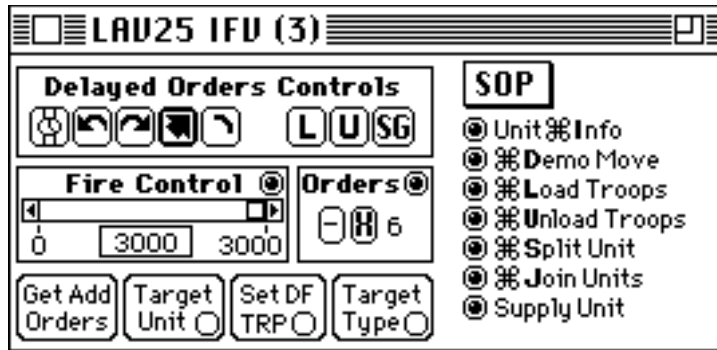 LAV25 IFV (3)
Delayed Orders Controls
L U SG
Fire Control
0 3000 3000
Orders
6
Get Add
Orders
Target
Unit
Set DF
TRP
Target
Type
SOP
Unit ⌘Info
⌘Demo Move
⌘Load Troops
⌘Unload Troops
⌘Split Unit
⌘Join Units
Supply Unit